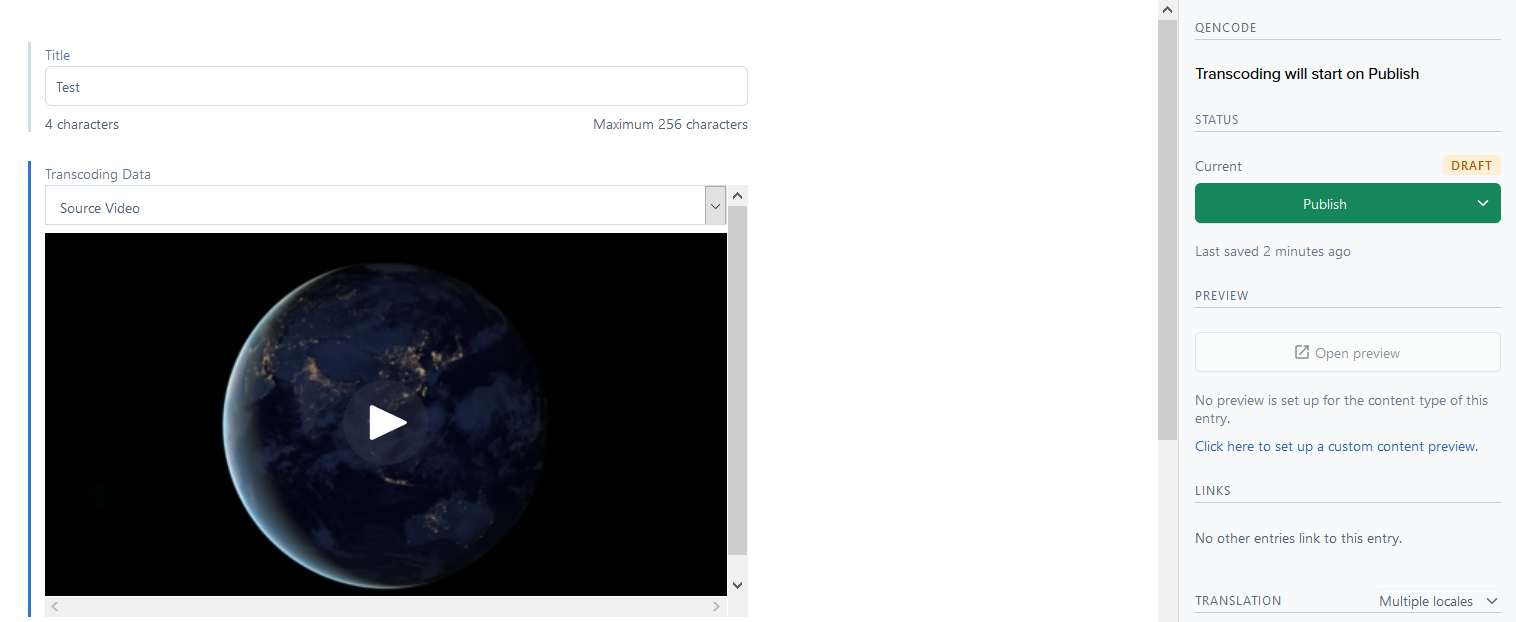 Title
Test
4 characters
Maximum 256 characters
Transcoding Data
Source Video
QENCODE
Transcoding will start on Publish
STATUS
Current
DRAFT
Publish
Last saved 2 minutes ago
PREVIEW
Open preview
No preview is set up for the content type of this
entry.
Click here to set up a custom content preview.
LINKS
No other entries link to this entry.
TRANSLATION
Multiple locales